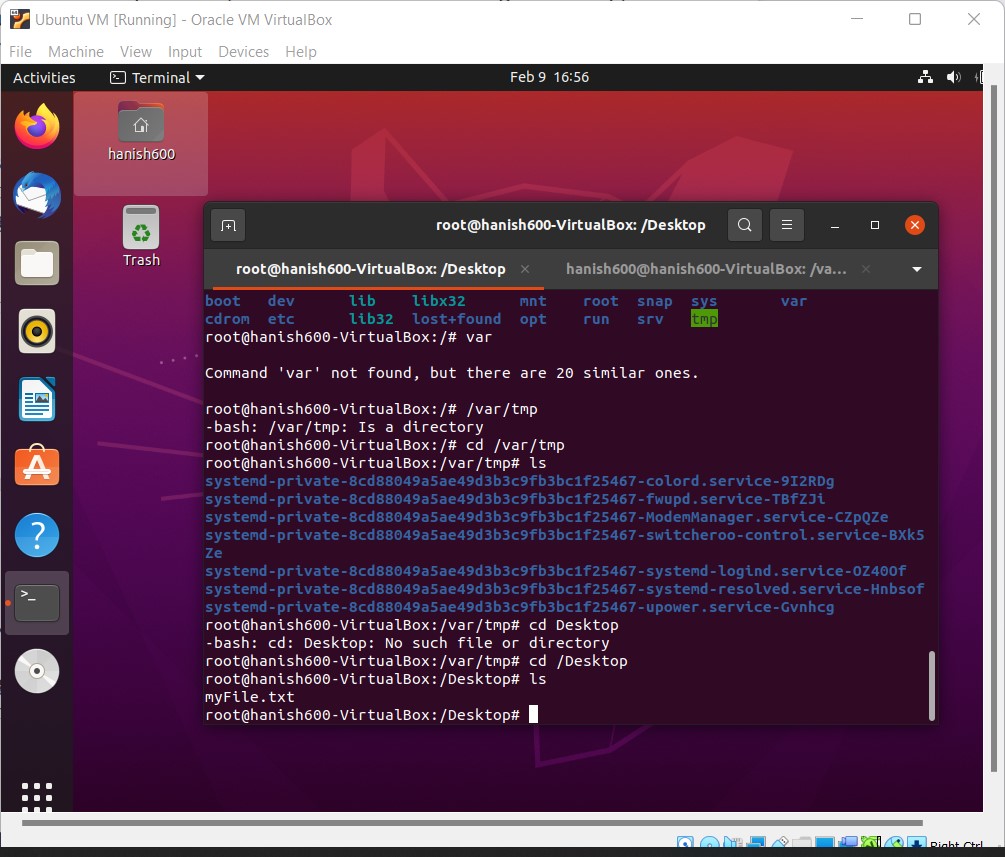 Ubuntu VM [Running] - Oracle VM VirtualBox
File Machine View Input Devices Help
Activities Terminal Feb 9 16:56
hanish600
Trash
root@hanish600-VirtualBox: /Desktop
root@hanish600-VirtualBox: /Desktop hanish600@hanish600-VirtualBox: /va...
boot dev lib libx32 mnt root snap sys var
cdrom etc lib32 lost+found opt run srv tmp
root@hanish600-VirtualBox:/# var
Command 'var' not found, but there are 20 similar ones.
root@hanish600-VirtualBox:/# /var/tmp
-bash: /var/tmp: Is a directory
root@hanish600-VirtualBox:/# cd /var/tmp
root@hanish600-VirtualBox:/var/tmp# ls
systemd-private-8cd88049a5ae49d3b3c9fb3bc1f25467-colord.service-9I2RDg
systemd-private-8cd88049a5ae49d3b3c9fb3bc1f25467-fwupd.service-TBfZJi
systemd-private-8cd88049a5ae49d3b3c9fb3bc1f25467-ModemManager.service-CZpQZe
systemd-private-8cd88049a5ae49d3b3c9fb3bc1f25467-switcheroo-control.service-BXk5
Ze
systemd-private-8cd88049a5ae49d3b3c9fb3bc1f25467-systemd-logind.service-OZ40Of
systemd-private-8cd88049a5ae49d3b3c9fb3bc1f25467-systemd-resolved.service-Hnbsof
systemd-private-8cd88049a5ae49d3b3c9fb3bc1f25467-upower.service-Gvnhcg
root@hanish600-VirtualBox:/var/tmp# cd Desktop
-bash: cd: Desktop: No such file or directory
root@hanish600-VirtualBox:/var/tmp# cd /Desktop
root@hanish600-VirtualBox:/Desktop# ls
myFile.txt
root@hanish600-VirtualBox:/Desktop#
Right Ctrl